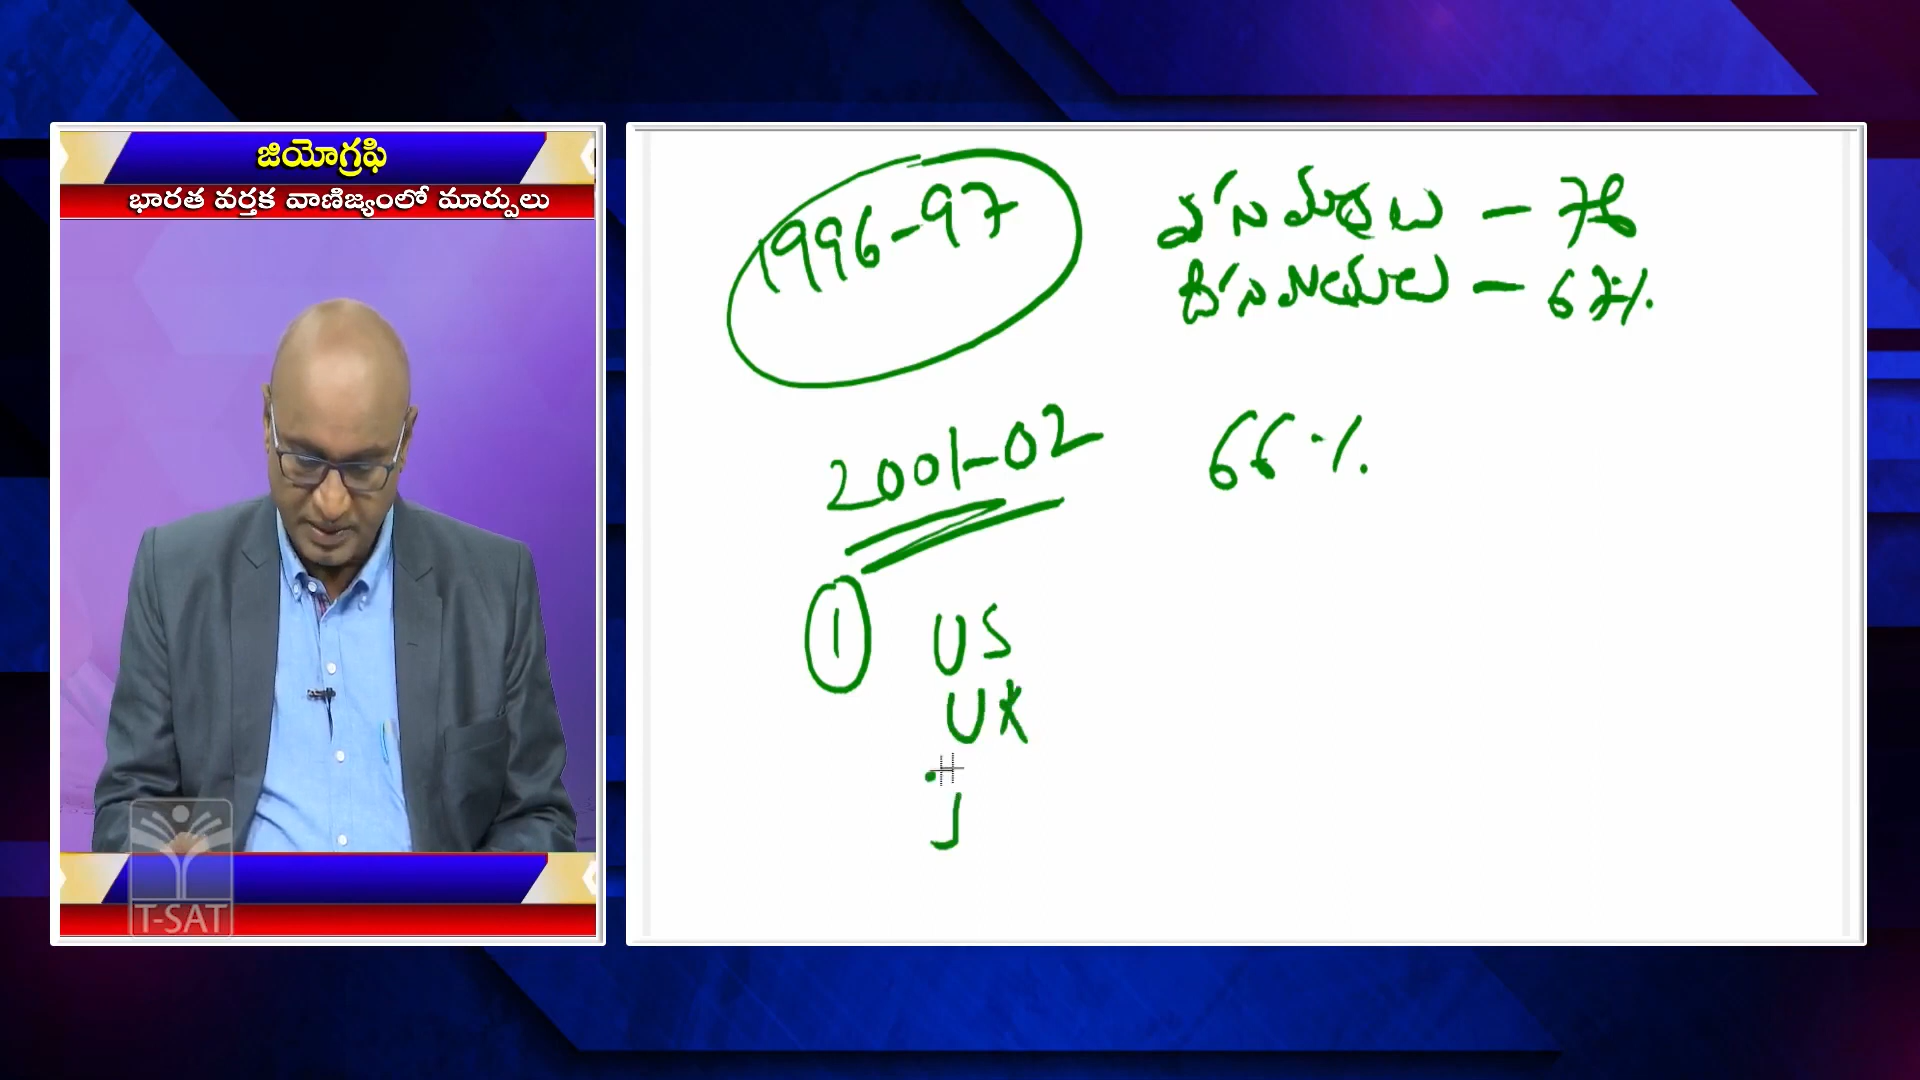 జియోగ్రఫి
భారత వర్తక వాణిజ్యంలో మార్పులు
T-SAT
1996-97
2001-02
66%
1
US
UK
J